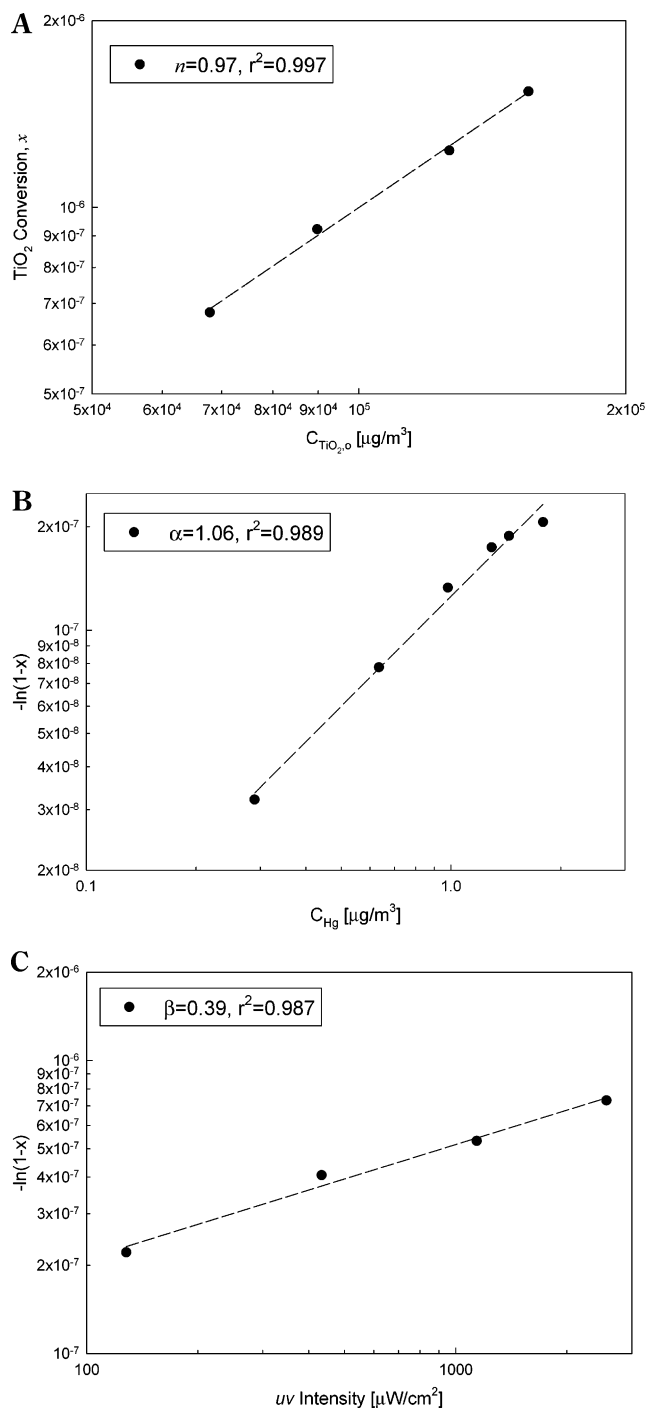 A
2x10⁻⁶
n=0.97, r²=0.997
TiO₂ Conversion, x
10⁻⁶
9x10⁻⁷
8x10⁻⁷
7x10⁻⁷
6x10⁻⁷
5x10⁻⁷
5x10⁴ 6x10⁴ 7x10⁴ 8x10⁴ 9x10⁴ 10⁵ 2x10⁵
C_TiO₂,o [µg/m³]
B
2x10⁻⁷
α=1.06, r²=0.989
-ln(1-x)
10⁻⁷
9x10⁻⁸
8x10⁻⁸
7x10⁻⁸
6x10⁻⁸
5x10⁻⁸
4x10⁻⁸
3x10⁻⁸
2x10⁻⁸
0.1 1.0
C_Hg [µg/m³]
C
2x10⁻⁶
β=0.39, r²=0.987
-ln(1-x)
10⁻⁶
9x10⁻⁷
8x10⁻⁷
7x10⁻⁷
6x10⁻⁷
5x10⁻⁷
4x10⁻⁷
3x10⁻⁷
2x10⁻⁷
10⁻⁷
100 1000
uv Intensity [µW/cm²]